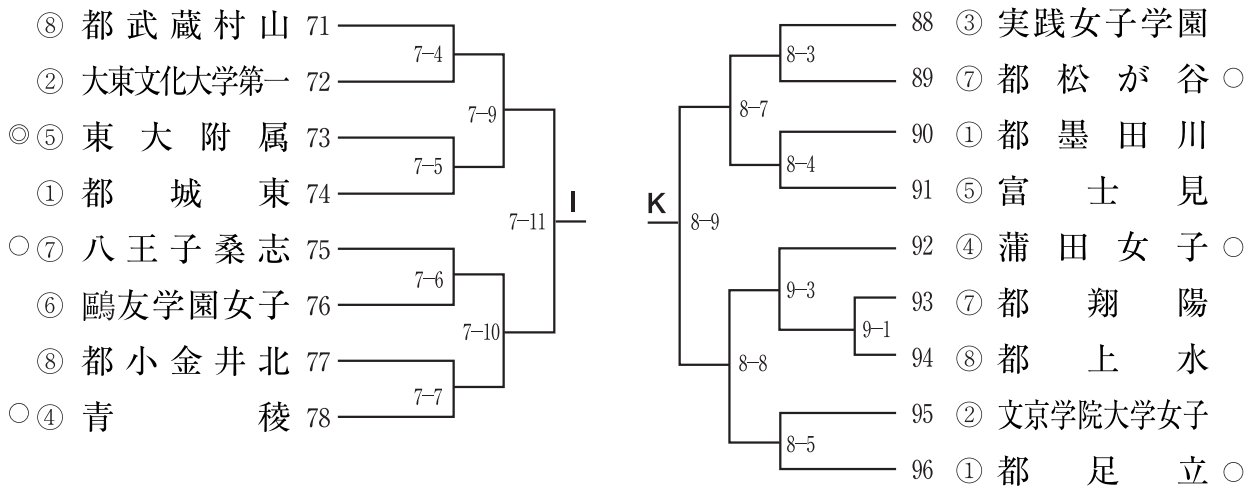 ⑧ 都武蔵村山 71
7−4
② 大東文化大学第一 72
7−9
◎ ⑤ 東大附属 73
7−5
① 都城東 74
7−11
I
○ ⑦ 八王子桑志 75
7−6
⑥ 鷗友学園女子 76
7−10
⑧ 都小金井北 77
7−7
○ ④ 青稜 78
88 ③ 実践女子学園
8−3
89 ⑦ 都松が谷 ○
8−7
90 ① 都墨田川
8−4
91 ⑤ 富士見
K
8−9
92 ④ 蒲田女子 ○
9−3
93 ⑦ 都翔陽
9−1
94 ⑧ 都上水
8−8
95 ② 文京学院大学女子
8−5
96 ① 都足立 ○